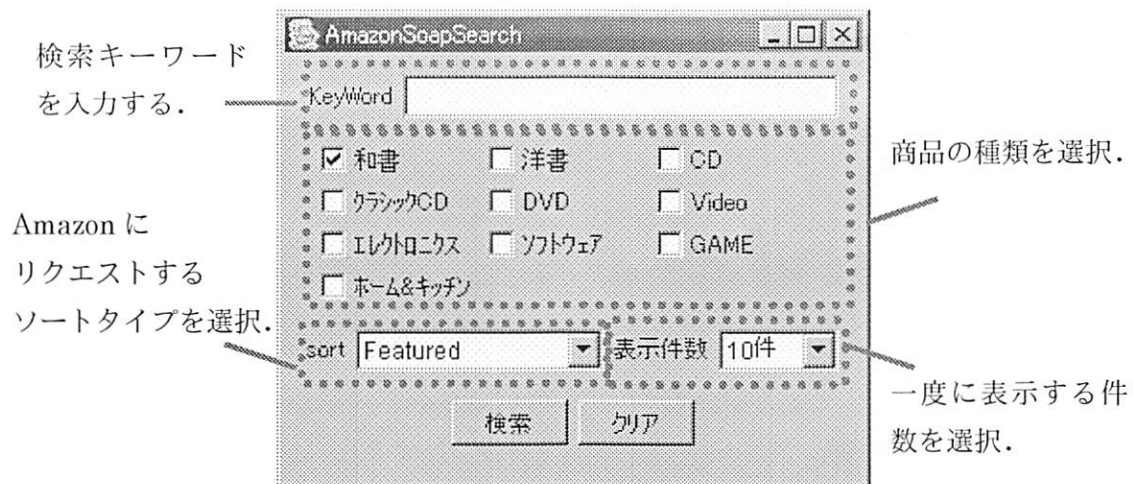 AmazonSoapSearch
検索キーワード
を入力する．
KeyWord
商品の種類を選択．
和書 洋書 CD
クラシックCD DVD Video
エレクトロニクス ソフトウェア GAME
ホーム&キッチン
Amazon に
リクエストする
ソートタイプを選択．
sort Featured 表示件数 10件
一度に表示する件
数を選択．
検索 クリア